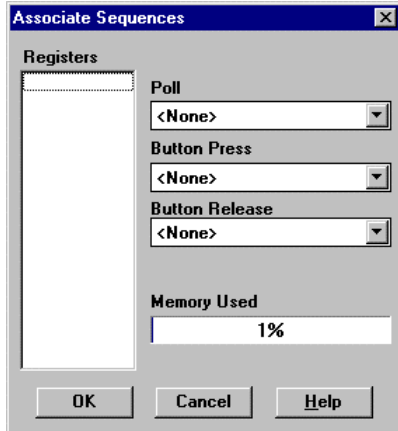 Associate Sequences
Registers
Poll
<None>
Button Press
<None>
Button Release
<None>
Memory Used
1%
OK Cancel Help